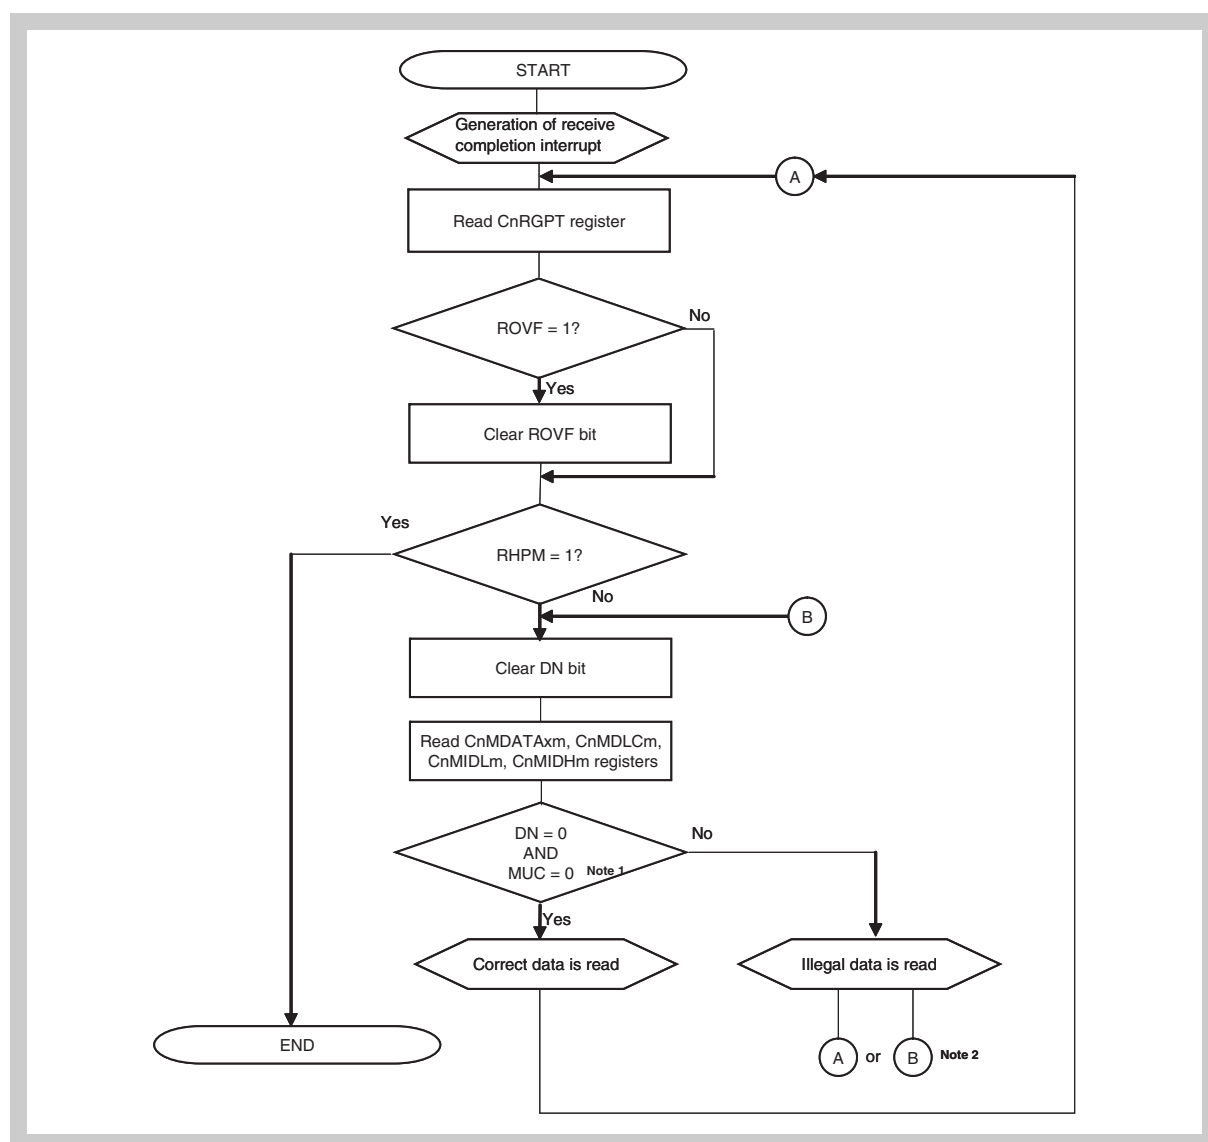 START
Generation of receive
completion interrupt
A
Read CnRGPT register
ROVF = 1?
No
Yes
Clear ROVF bit
Yes
RHPM = 1?
No
B
Clear DN bit
Read CnMDATAxm, CnMDLCm,
CnMIDLm, CnMIDHm registers
DN = 0
AND
MUC = 0 Note 1
No
Yes
Correct data is read
Illegal data is read
END
A or B Note 2